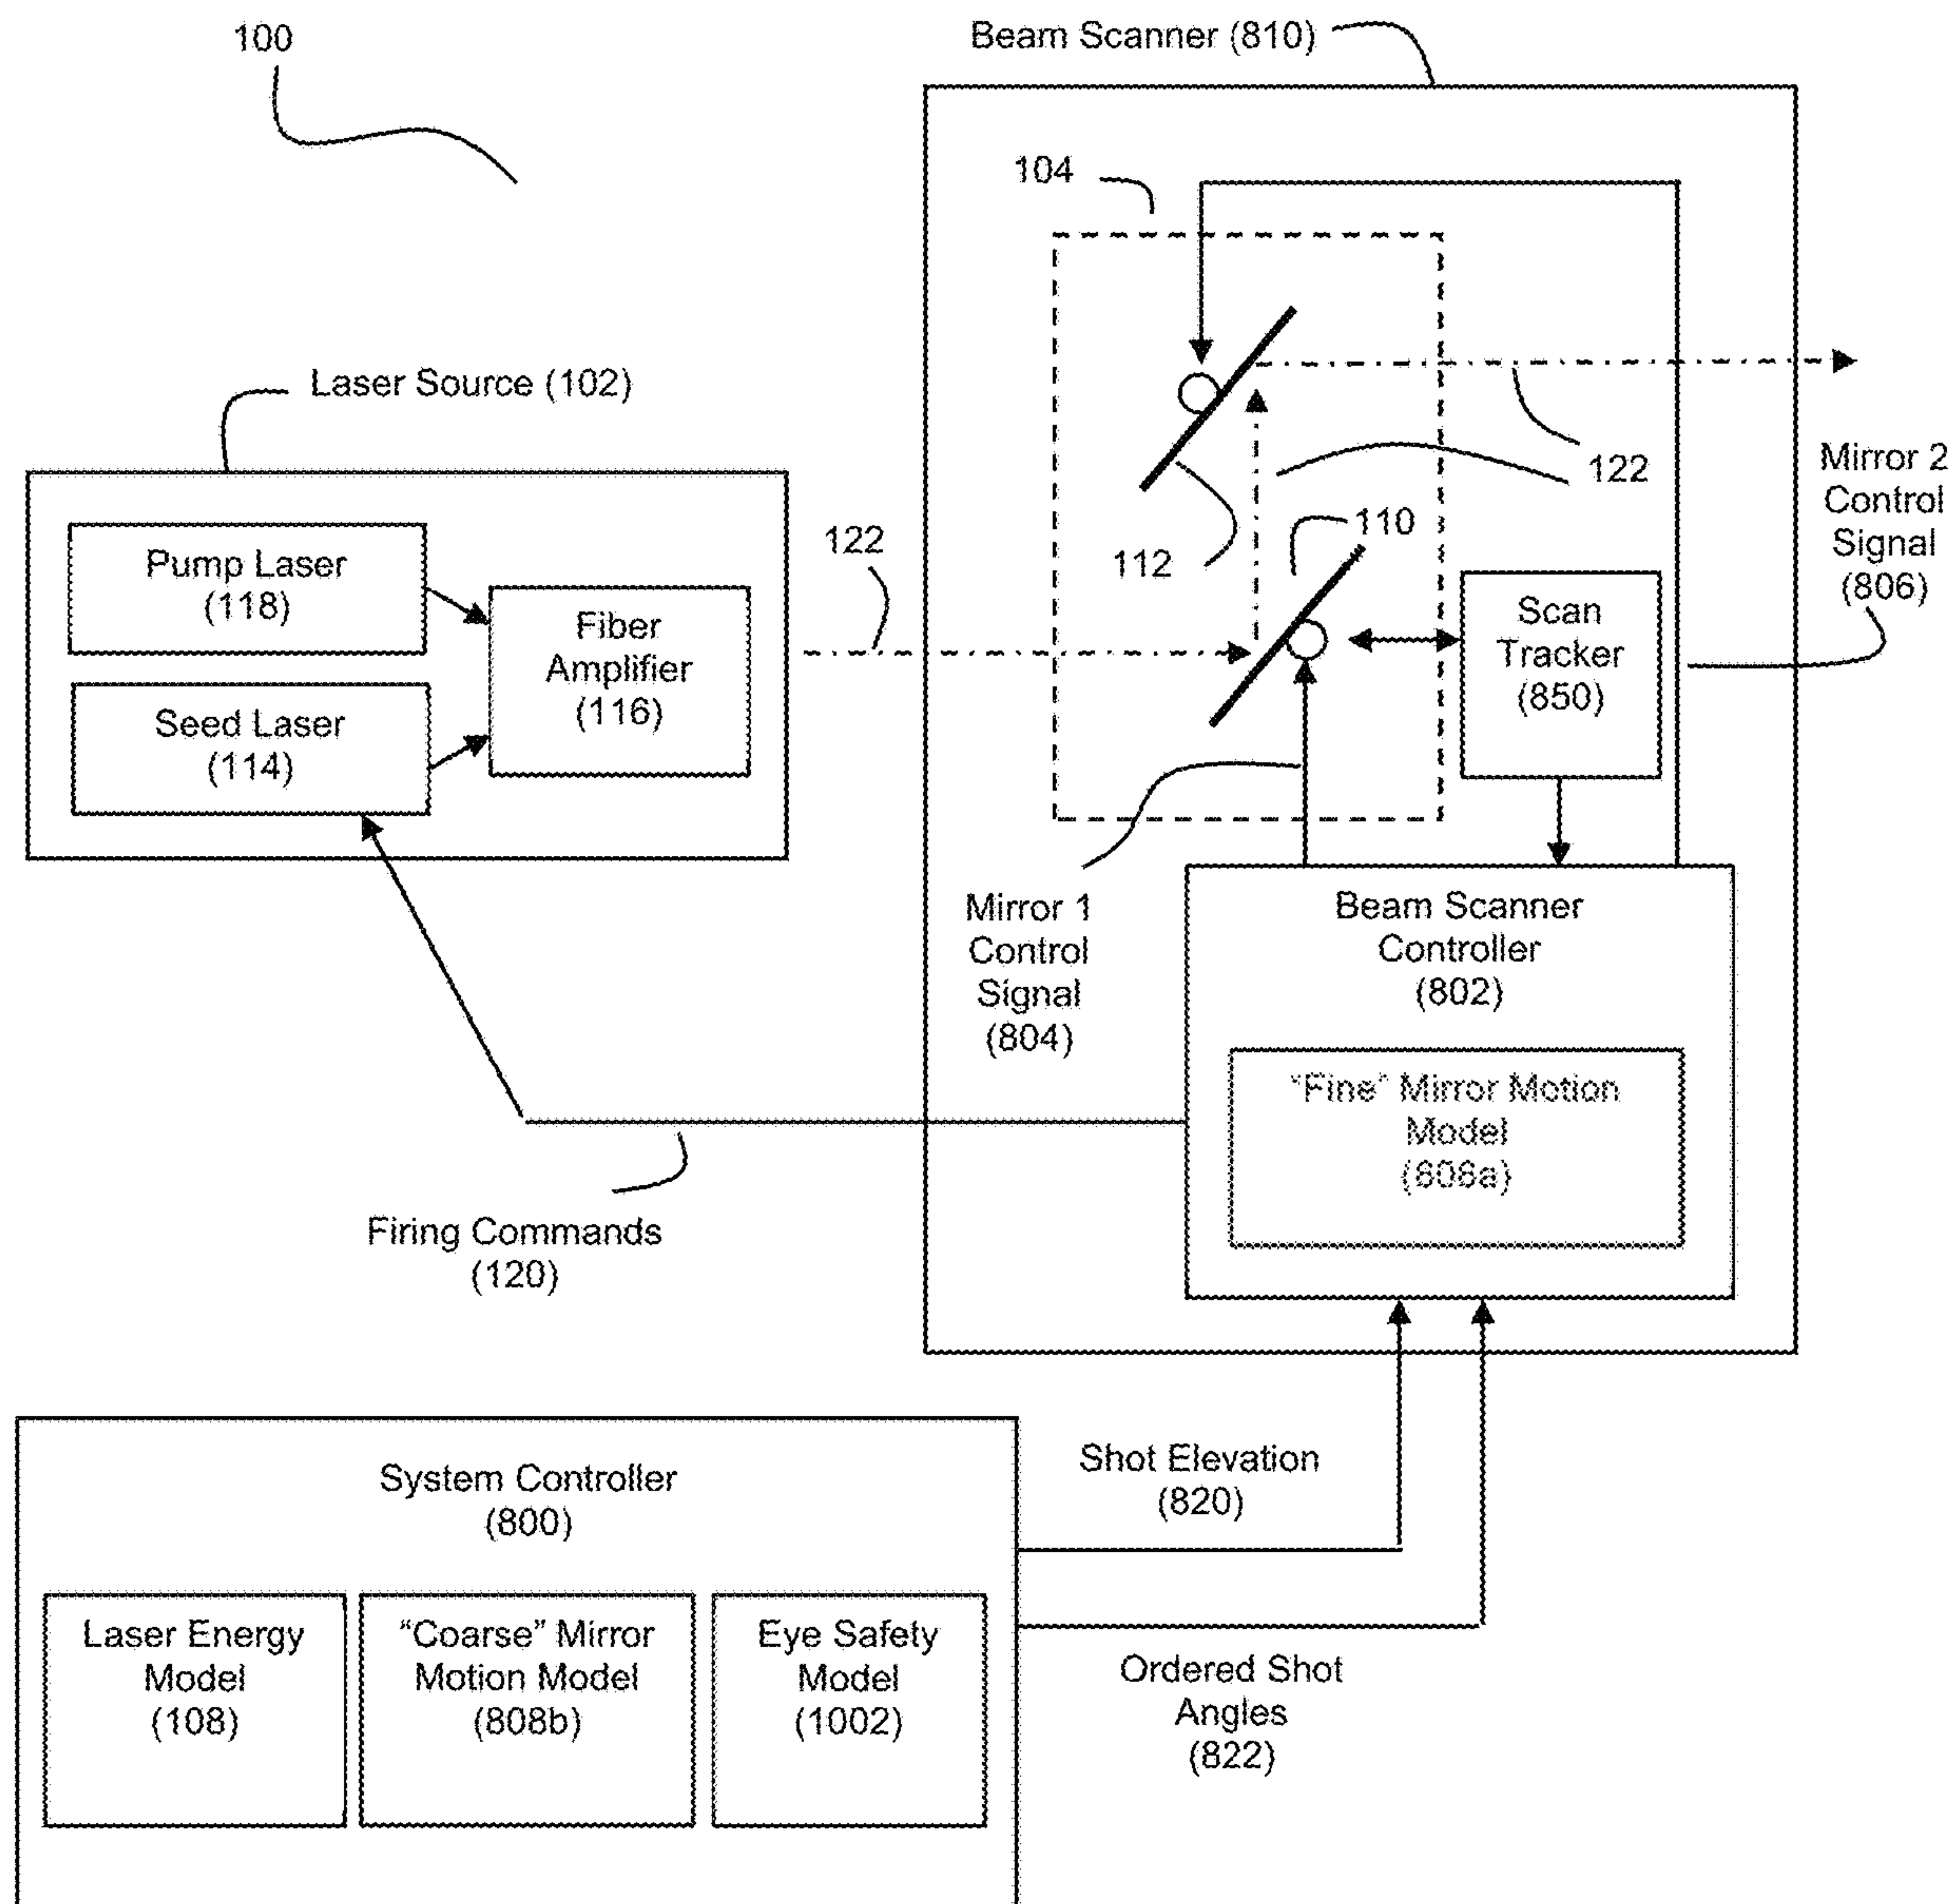 100
Beam Scanner (810)
104
Laser Source (102)
Pump Laser
(118)
Seed Laser
(114)
Fiber
Amplifier
(116)
122
112
110
122
Mirror 2
Control
Signal
(806)
Scan
Tracker
(850)
Mirror 1
Control
Signal
(804)
Beam Scanner
Controller
(802)
"Fine" Mirror Motion
Model
(808a)
Firing Commands
(120)
System Controller
(800)
Shot Elevation
(820)
Laser Energy
Model
(108)
"Coarse" Mirror
Motion Model
(808b)
Eye Safety
Model
(1002)
Ordered Shot
Angles
(822)